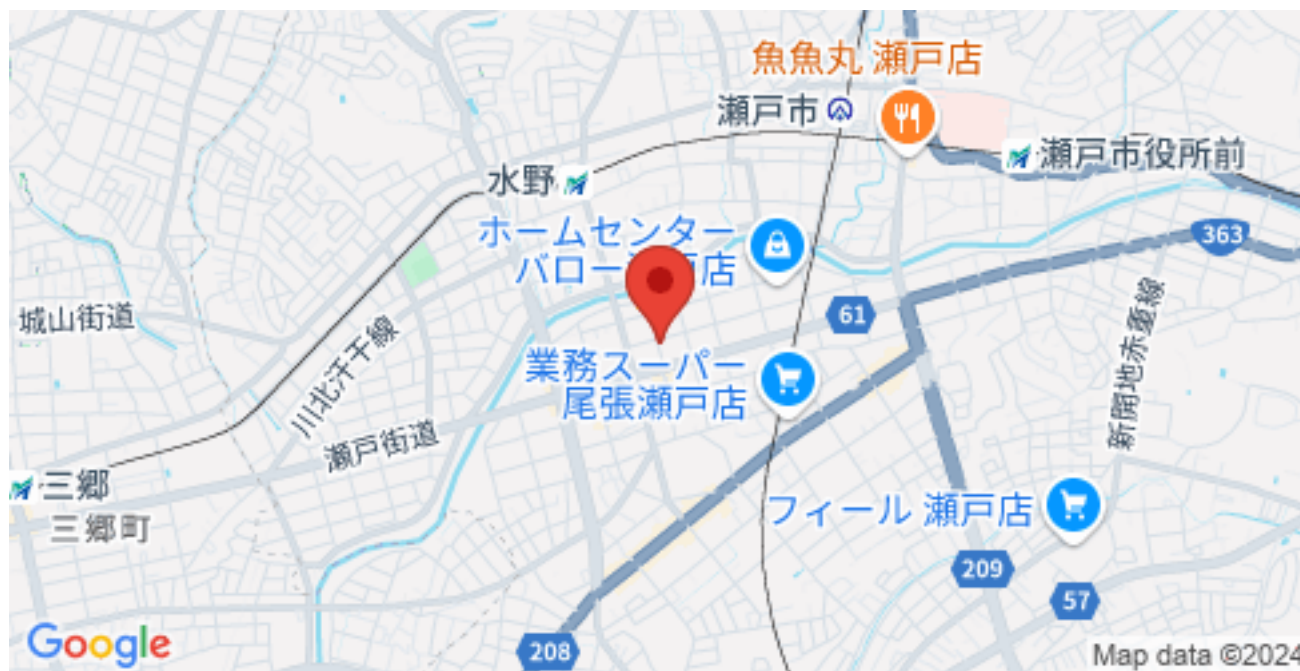 魚魚丸 瀬戸店
瀬戸市
瀬戸市役所前
水野
ホームセンター
バロー瀬戸店
363
城山街道
61
川北汗干線
業務スーパー
尾張瀬戸店
新開地赤重線
瀬戸街道
三郷
三郷町
フィール 瀬戸店
209
57
208
Google
Map data ©2024